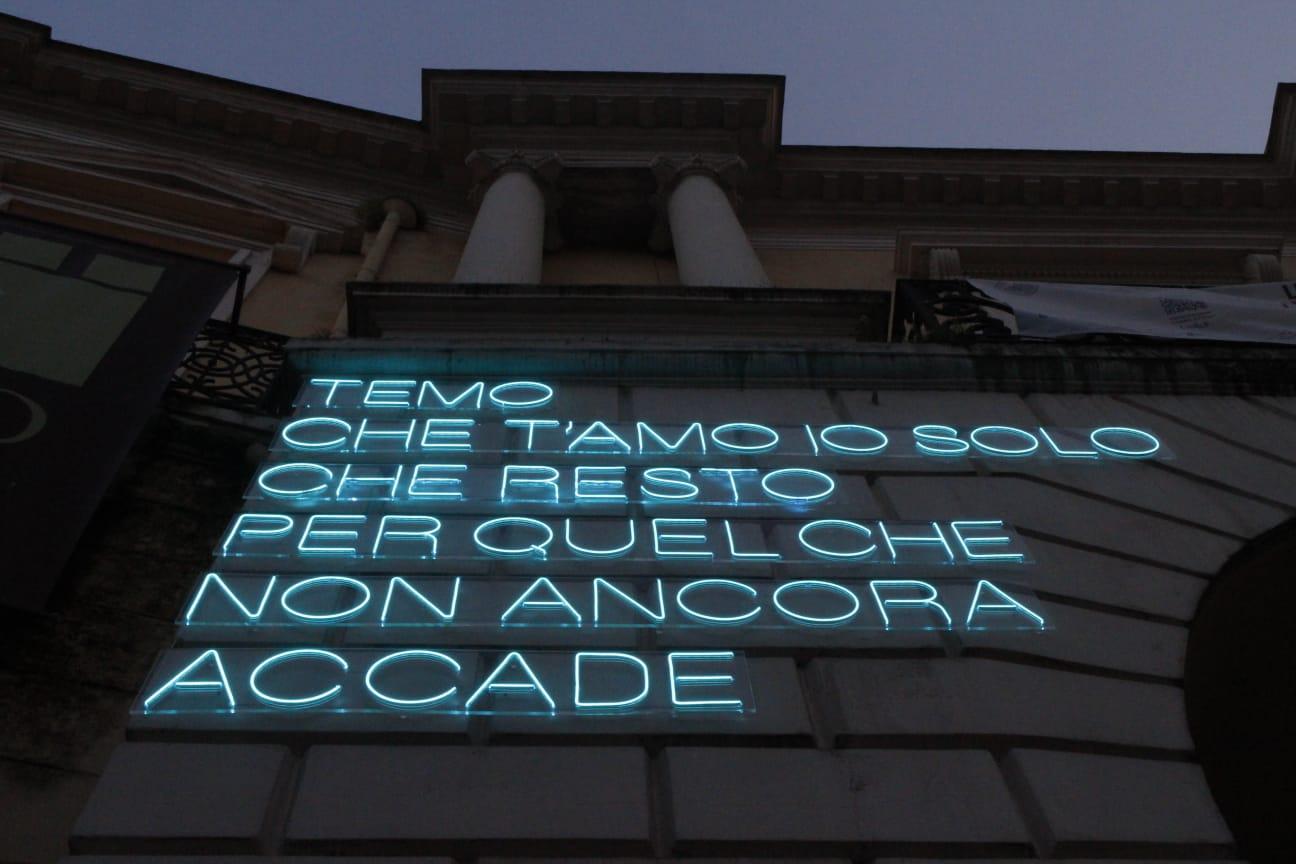 TEMO
CHE T'AMO IO SOLO
CHE RESTO
PER QUEL CHE
NON ANCORA
ACCADE